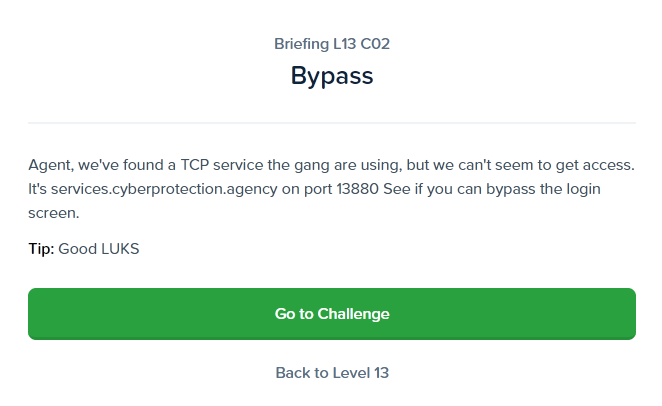 Briefing L13 C02
Bypass
Agent, we've found a TCP service the gang are using, but we can't seem to get access.
It's services.cyberprotection.agency on port 13880 See if you can bypass the login
screen.
Tip: Good LUKS
Go to Challenge
Back to Level 13